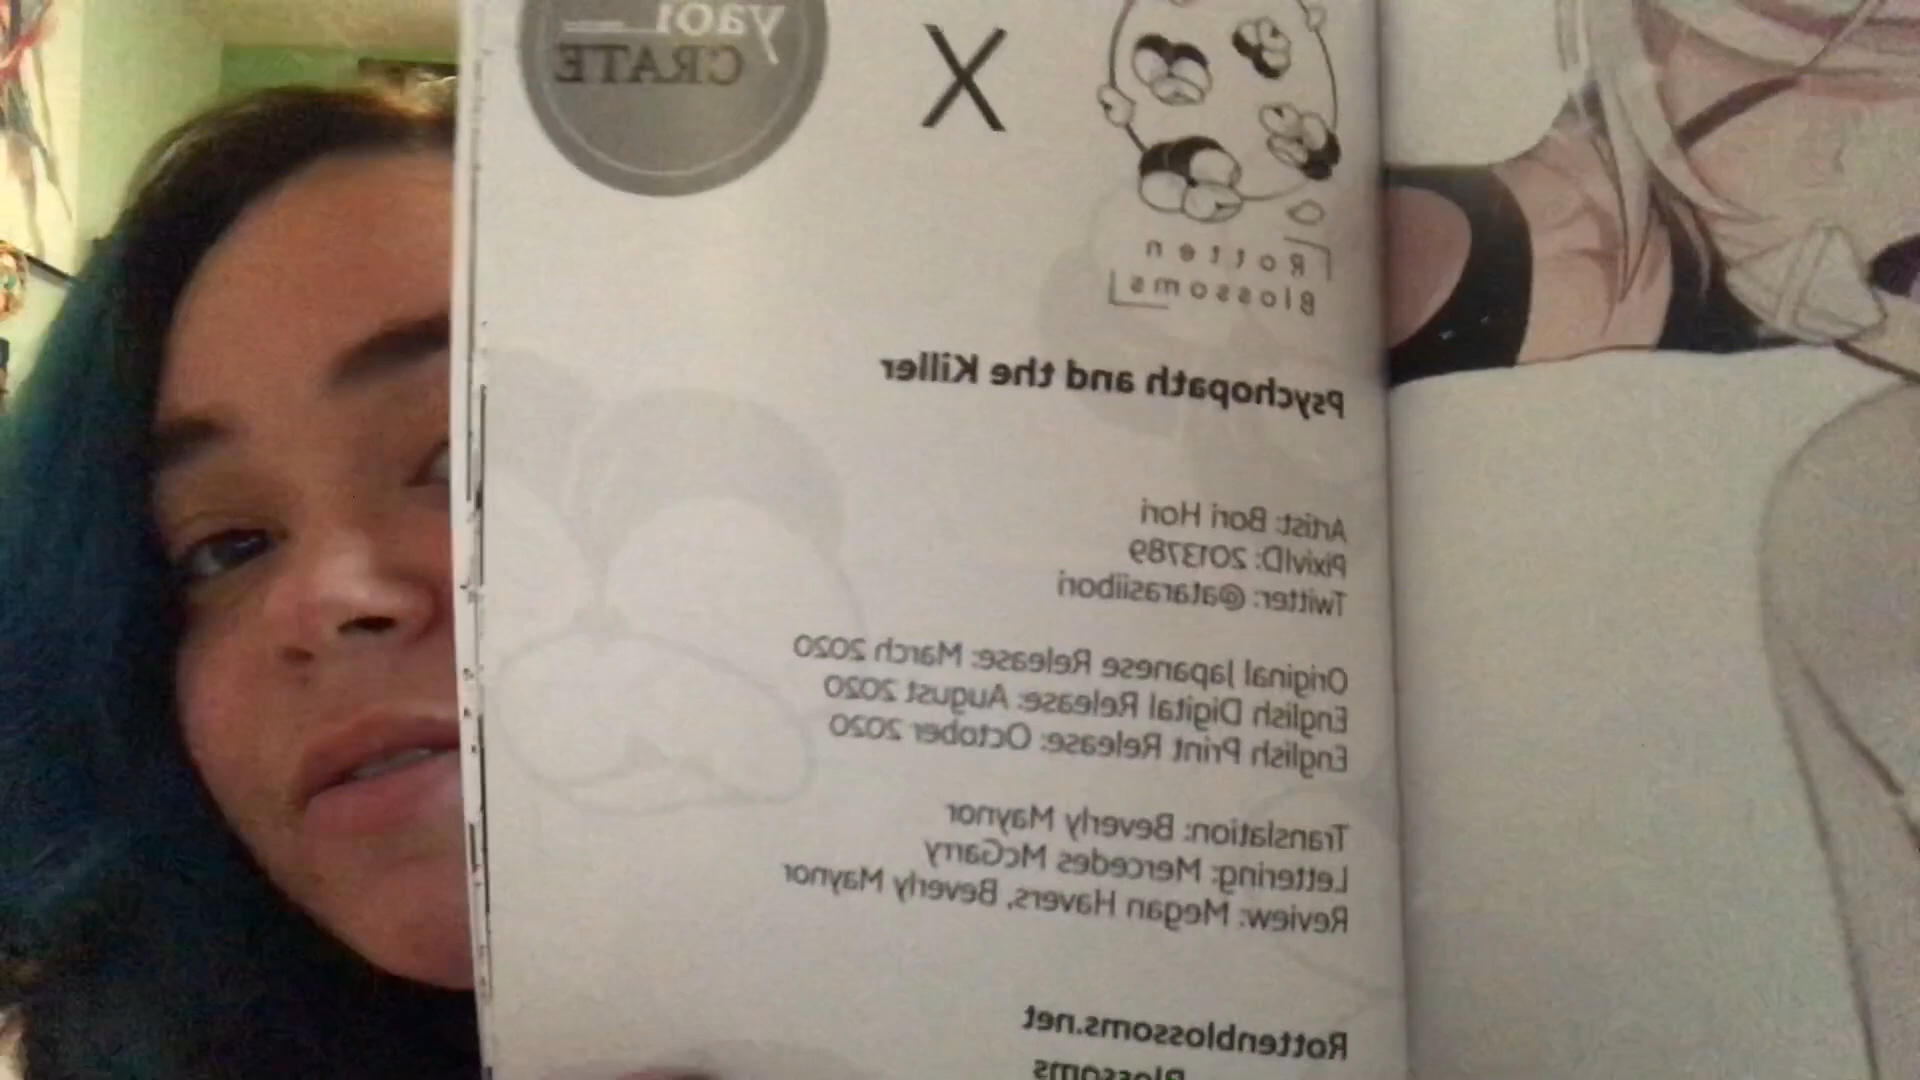 yaoi
CRATE
X
Rotten
Blossoms
Psychopath and the Killer
Artist: Bori Hori
PixivID: 2013789
Twitter: @atarasiibori
Original Japanese Release: March 2020
English Digital Release: August 2020
English Print Release: October 2020
Translation: Beverly Maynor
Lettering: Mercedes McGarry
Review: Megan Havers, Beverly Maynor
Rottenblossoms.net
Blossoms